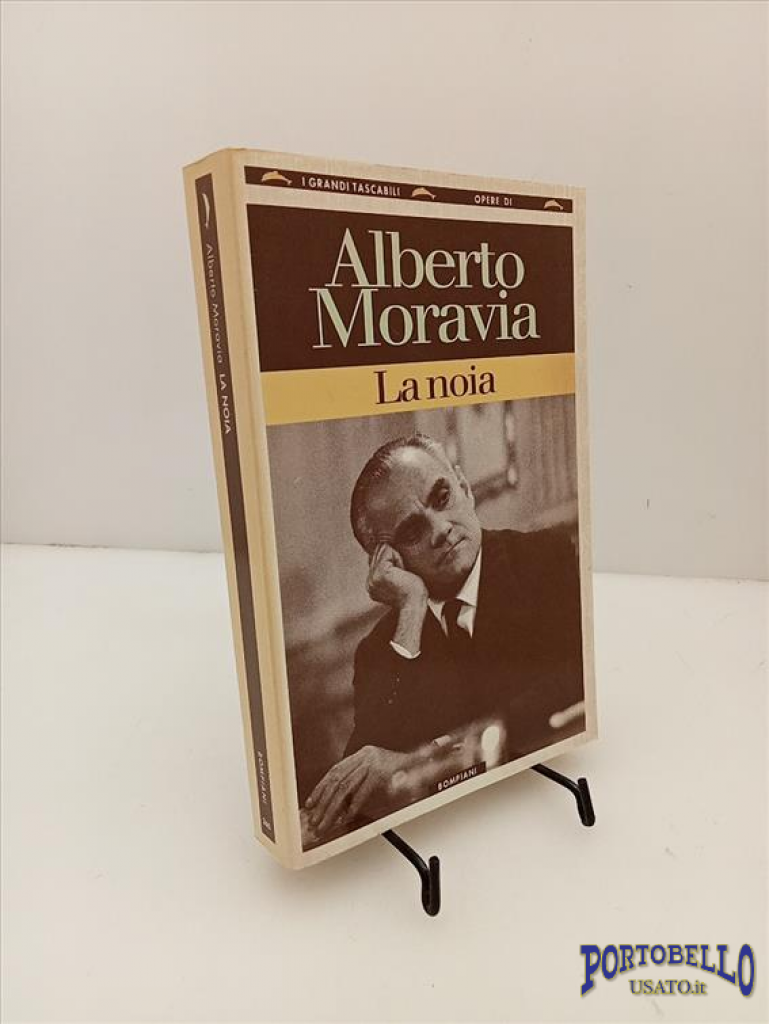 I GRANDI TASCABILI
OPERE DI
Alberto
Moravia
La noia
BOMPIANI
Alberto Moravia LA NOIA
BOMPIANI
PORTOBELLO
USATO.it